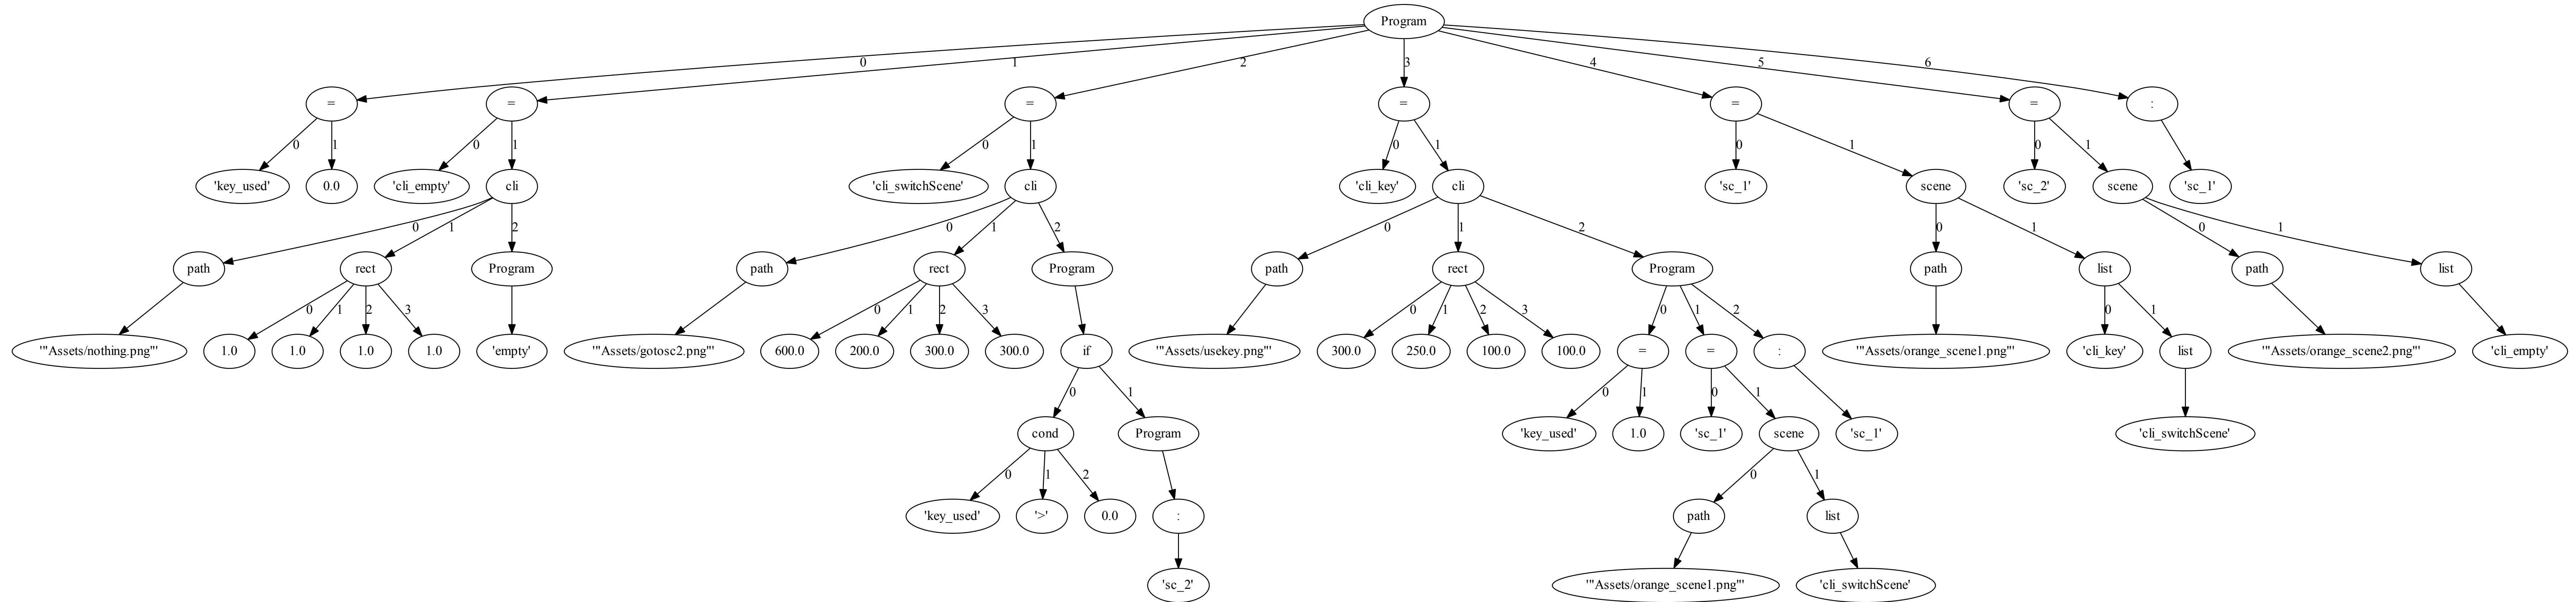 Program
0 1 2 3 4 5 6
= = = = = = :
0 1 0 1 0 1 0 1 0 1 0 1
'key_used' 0.0 'cli_empty' cli 'cli_switchScene' cli 'cli_key' cli 'sc_1' scene 'sc_2' scene 'sc_1'
0 1 2 0 1 2 0 1 2 0 1 0 1
path rect Program path rect Program path rect Program path list path list
0 1 2 3 0 1 2 3 0 1 2 3 0 1 2 0 1
'"Assets/nothing.png"' 1.0 1.0 1.0 1.0 'empty' '"Assets/gotosc2.png"' 600.0 200.0 300.0 300.0 if '"Assets/usekey.png"' 300.0 250.0 100.0 100.0 = = : '"Assets/orange_scene1.png"' 'cli_key' list '"Assets/orange_scene2.png"' 'cli_empty'
0 1 0 1 0 1
cond Program 'key_used' 1.0 'sc_1' scene 'sc_1' 'cli_switchScene'
0 1 2 0 1
'key_used' '>' 0.0 : path list
'sc_2' '"Assets/orange_scene1.png"' 'cli_switchScene'